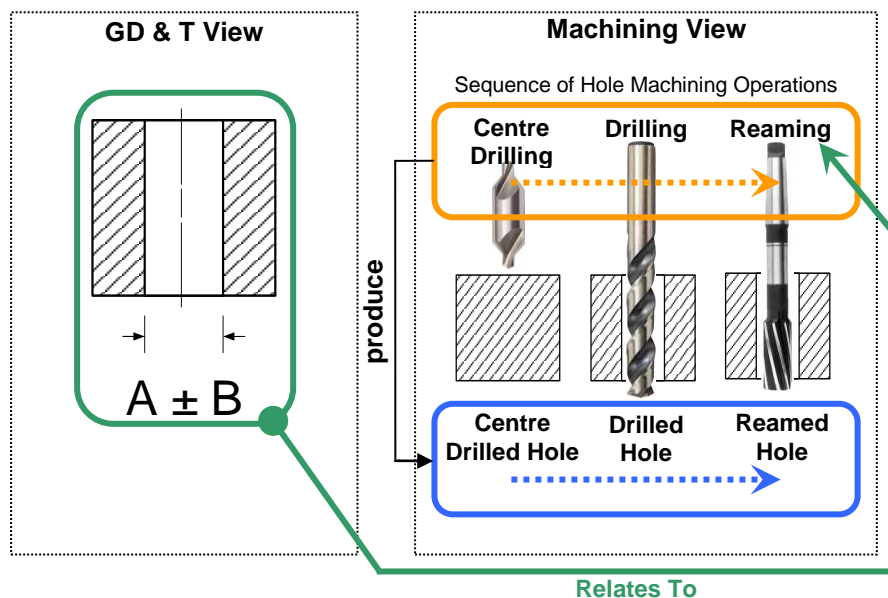 GD & T View
A ± B
Machining View
Sequence of Hole Machining Operations
Centre
Drilling
Drilling
Reaming
produce
Centre
Drilled Hole
Drilled
Hole
Reamed
Hole
Relates To